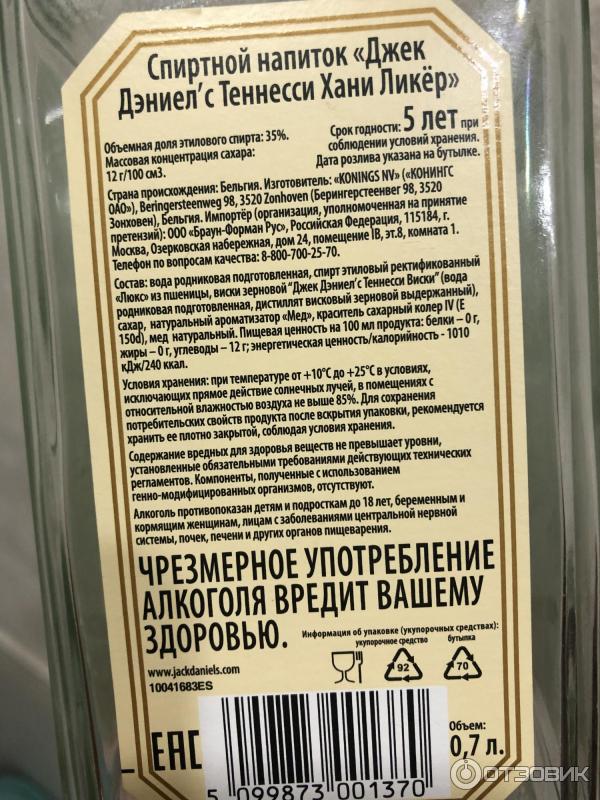 Спиртной напиток «Джек
Дэниел’с Теннесси Хани Ликёр»
Объемная доля этилового спирта: 35%.
Массовая концентрация сахара:
12 г/100 см3.
Срок годности: 5 лет при
соблюдении условий хранения.
Дата розлива указана на бутылке.
Страна происхождения: Бельгия. Изготовитель: «KONINGS NV» («КОНИНГС
ОАО»), Beringersteenweg 98, 3520 Zonhoven (Берингерстеенвег 98, 3520
Зонховен), Бельгия. Импортёр (организация, уполномоченная на принятие
претензий): ООО «Браун-Форман Рус», Российская Федерация, 115184, г.
Москва, Озерковская набережная, дом 24, помещение IВ, эт.8, комната 1.
Телефон по вопросам качества: 8-800-700-25-70.
Состав: вода родниковая подготовленная, спирт этиловый ректификованный
«Люкс» из пшеницы, виски зерновой "Джек Дэниел’с Теннесси Виски" (вода
родниковая подготовленная, дистиллят висковый зерновой выдержанный),
сахар, натуральный ароматизатор «Мед», краситель сахарный колер IV (Е
150d), мед натуральный. Пищевая ценность на 100 мл продукта: белки – 0 г,
жиры – 0 г, углеводы – 12 г; энергетическая ценность/калорийность - 1010
кДж/240 ккал.
Условия хранения: при температуре от +10°С до +25°С в условиях,
исключающих прямое действие солнечных лучей, в помещениях с
относительной влажностью воздуха не выше 85%. Для сохранения
потребительских свойств продукта после вскрытия упаковки, рекомендуется
хранить ее плотно закрытой, соблюдая условия хранения.
Содержание вредных для здоровья веществ не превышает уровни,
установленные обязательными требованиями действующих технических
регламентов. Компоненты, полученные с использованием
генно-модифицированных организмов, отсутствуют.
Алкоголь противопоказан детям и подросткам до 18 лет, беременным и
кормящим женщинам, лицам с заболеваниями центральной нервной
системы, почек, печени и других органов пищеварения.
ЧРЕЗМЕРНОЕ УПОТРЕБЛЕНИЕ
АЛКОГОЛЯ ВРЕДИТ ВАШЕМУ
ЗДОРОВЬЮ.
Информация об упаковке (укупорочных средствах):
укупорочное средство бутылка
www.jackdaniels.com
10041683ES
92 70
EAC
Объем:
0,7 л.
5 099873 001370
ОТЗОВИК